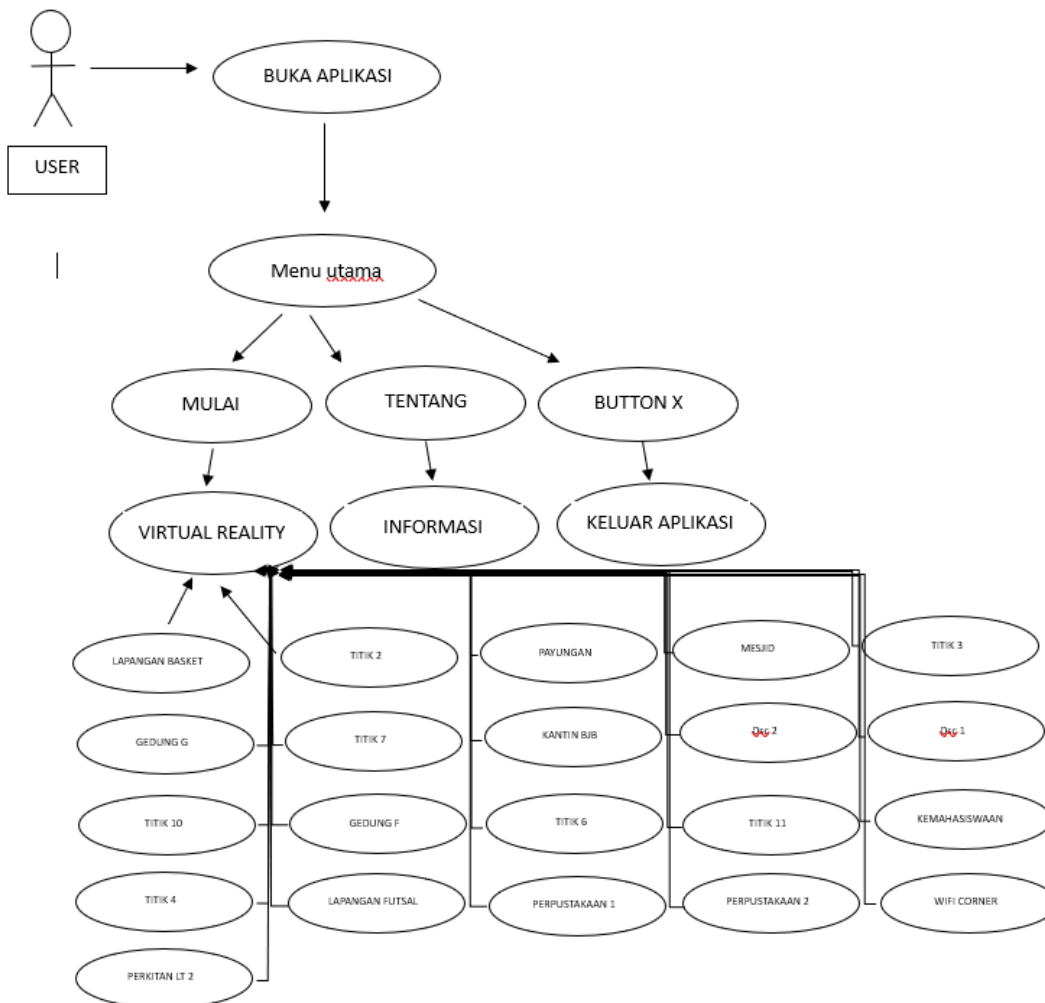 BUKA APLIKASI
USER
Menu utama
MULAI
TENTANG
BUTTON X
VIRTUAL REALITY
INFORMASI
KELUAR APLIKASI
LAPANGAN BASKET
TITIK 2
PAYUNGAN
MESJID
TITIK 3
GEDUNG G
TITIK 7
KANTIN BJB
2
1
TITIK 10
GEDUNG F
TITIK 6
TITIK 11
KEMAHASISWAAN
TITIK 4
LAPANGAN FUTSAL
PERPUSTAKAAN 1
PERPUSTAKAAN 2
WIFI CORNER
PERKITAN LT 2